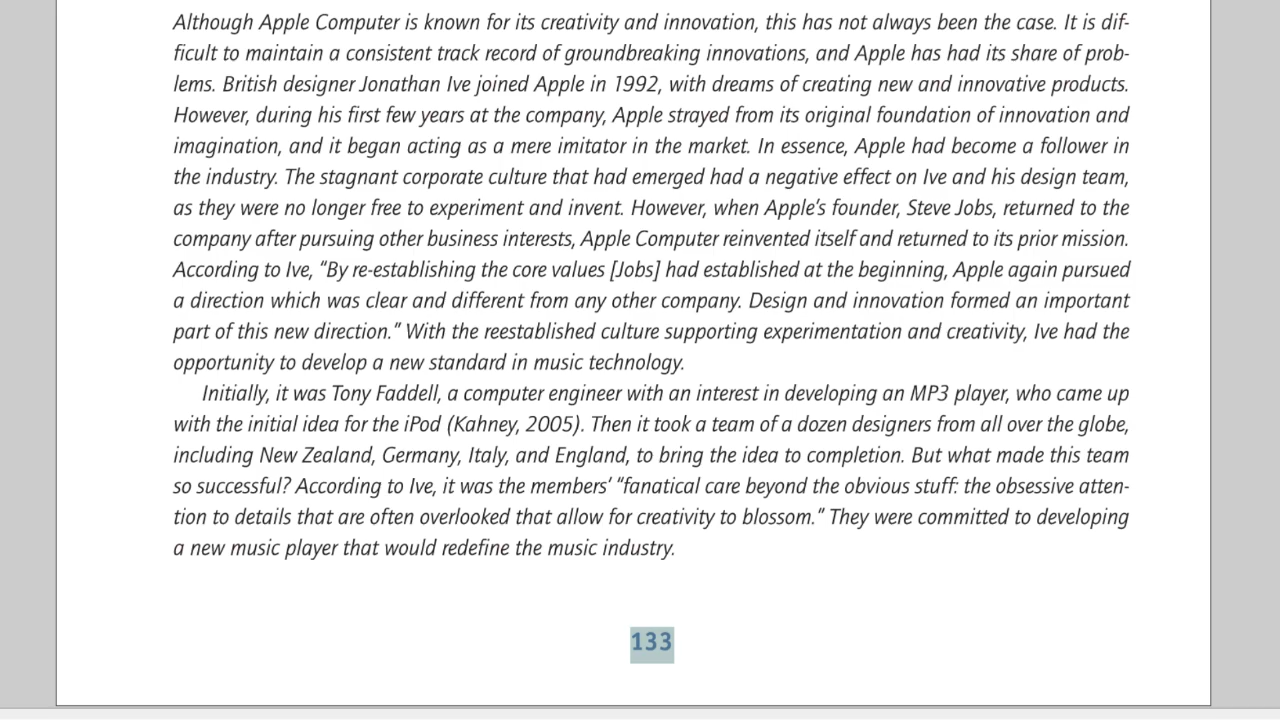 Although Apple Computer is known for its creativity and innovation, this has not always been the case. It is dif-
ficult to maintain a consistent track record of groundbreaking innovations, and Apple has had its share of prob-
lems. British designer Jonathan Ive joined Apple in 1992, with dreams of creating new and innovative products.
However, during his first few years at the company, Apple strayed from its original foundation of innovation and
imagination, and it began acting as a mere imitator in the market. In essence, Apple had become a follower in
the industry. The stagnant corporate culture that had emerged had a negative effect on Ive and his design team,
as they were no longer free to experiment and invent. However, when Apple's founder, Steve Jobs, returned to the
company after pursuing other business interests, Apple Computer reinvented itself and returned to its prior mission.
According to Ive, "By re-establishing the core values [Jobs] had established at the beginning, Apple again pursued
a direction which was clear and different from any other company. Design and innovation formed an important
part of this new direction." With the reestablished culture supporting experimentation and creativity, Ive had the
opportunity to develop a new standard in music technology.
Initially, it was Tony Faddell, a computer engineer with an interest in developing an MP3 player, who came up
with the initial idea for the iPod (Kahney, 2005). Then it took a team of a dozen designers from all over the globe,
including New Zealand, Germany, Italy, and England, to bring the idea to completion. But what made this team
so successful? According to Ive, it was the members' "fanatical care beyond the obvious stuff: the obsessive atten-
tion to details that are often overlooked that allow for creativity to blossom." They were committed to developing
a new music player that would redefine the music industry.
133